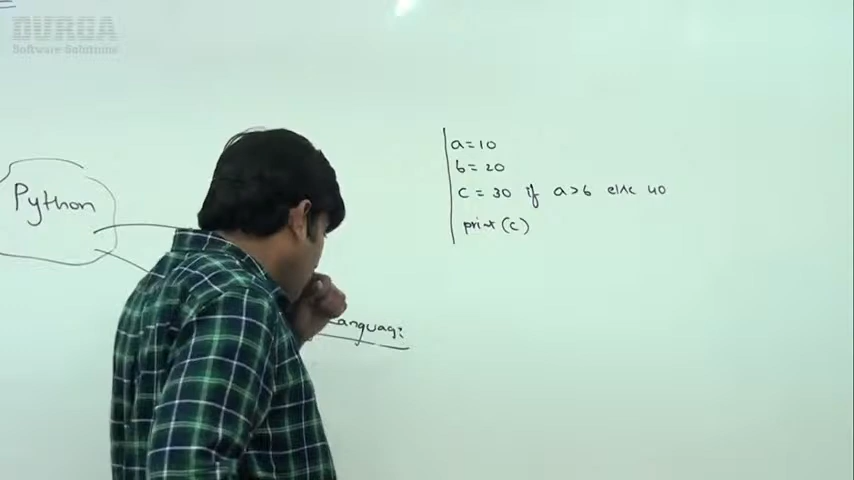 DURGA
Software Solutions
Python
a=10
b=20
c = 30 if a>b else 40
print(c)
Language